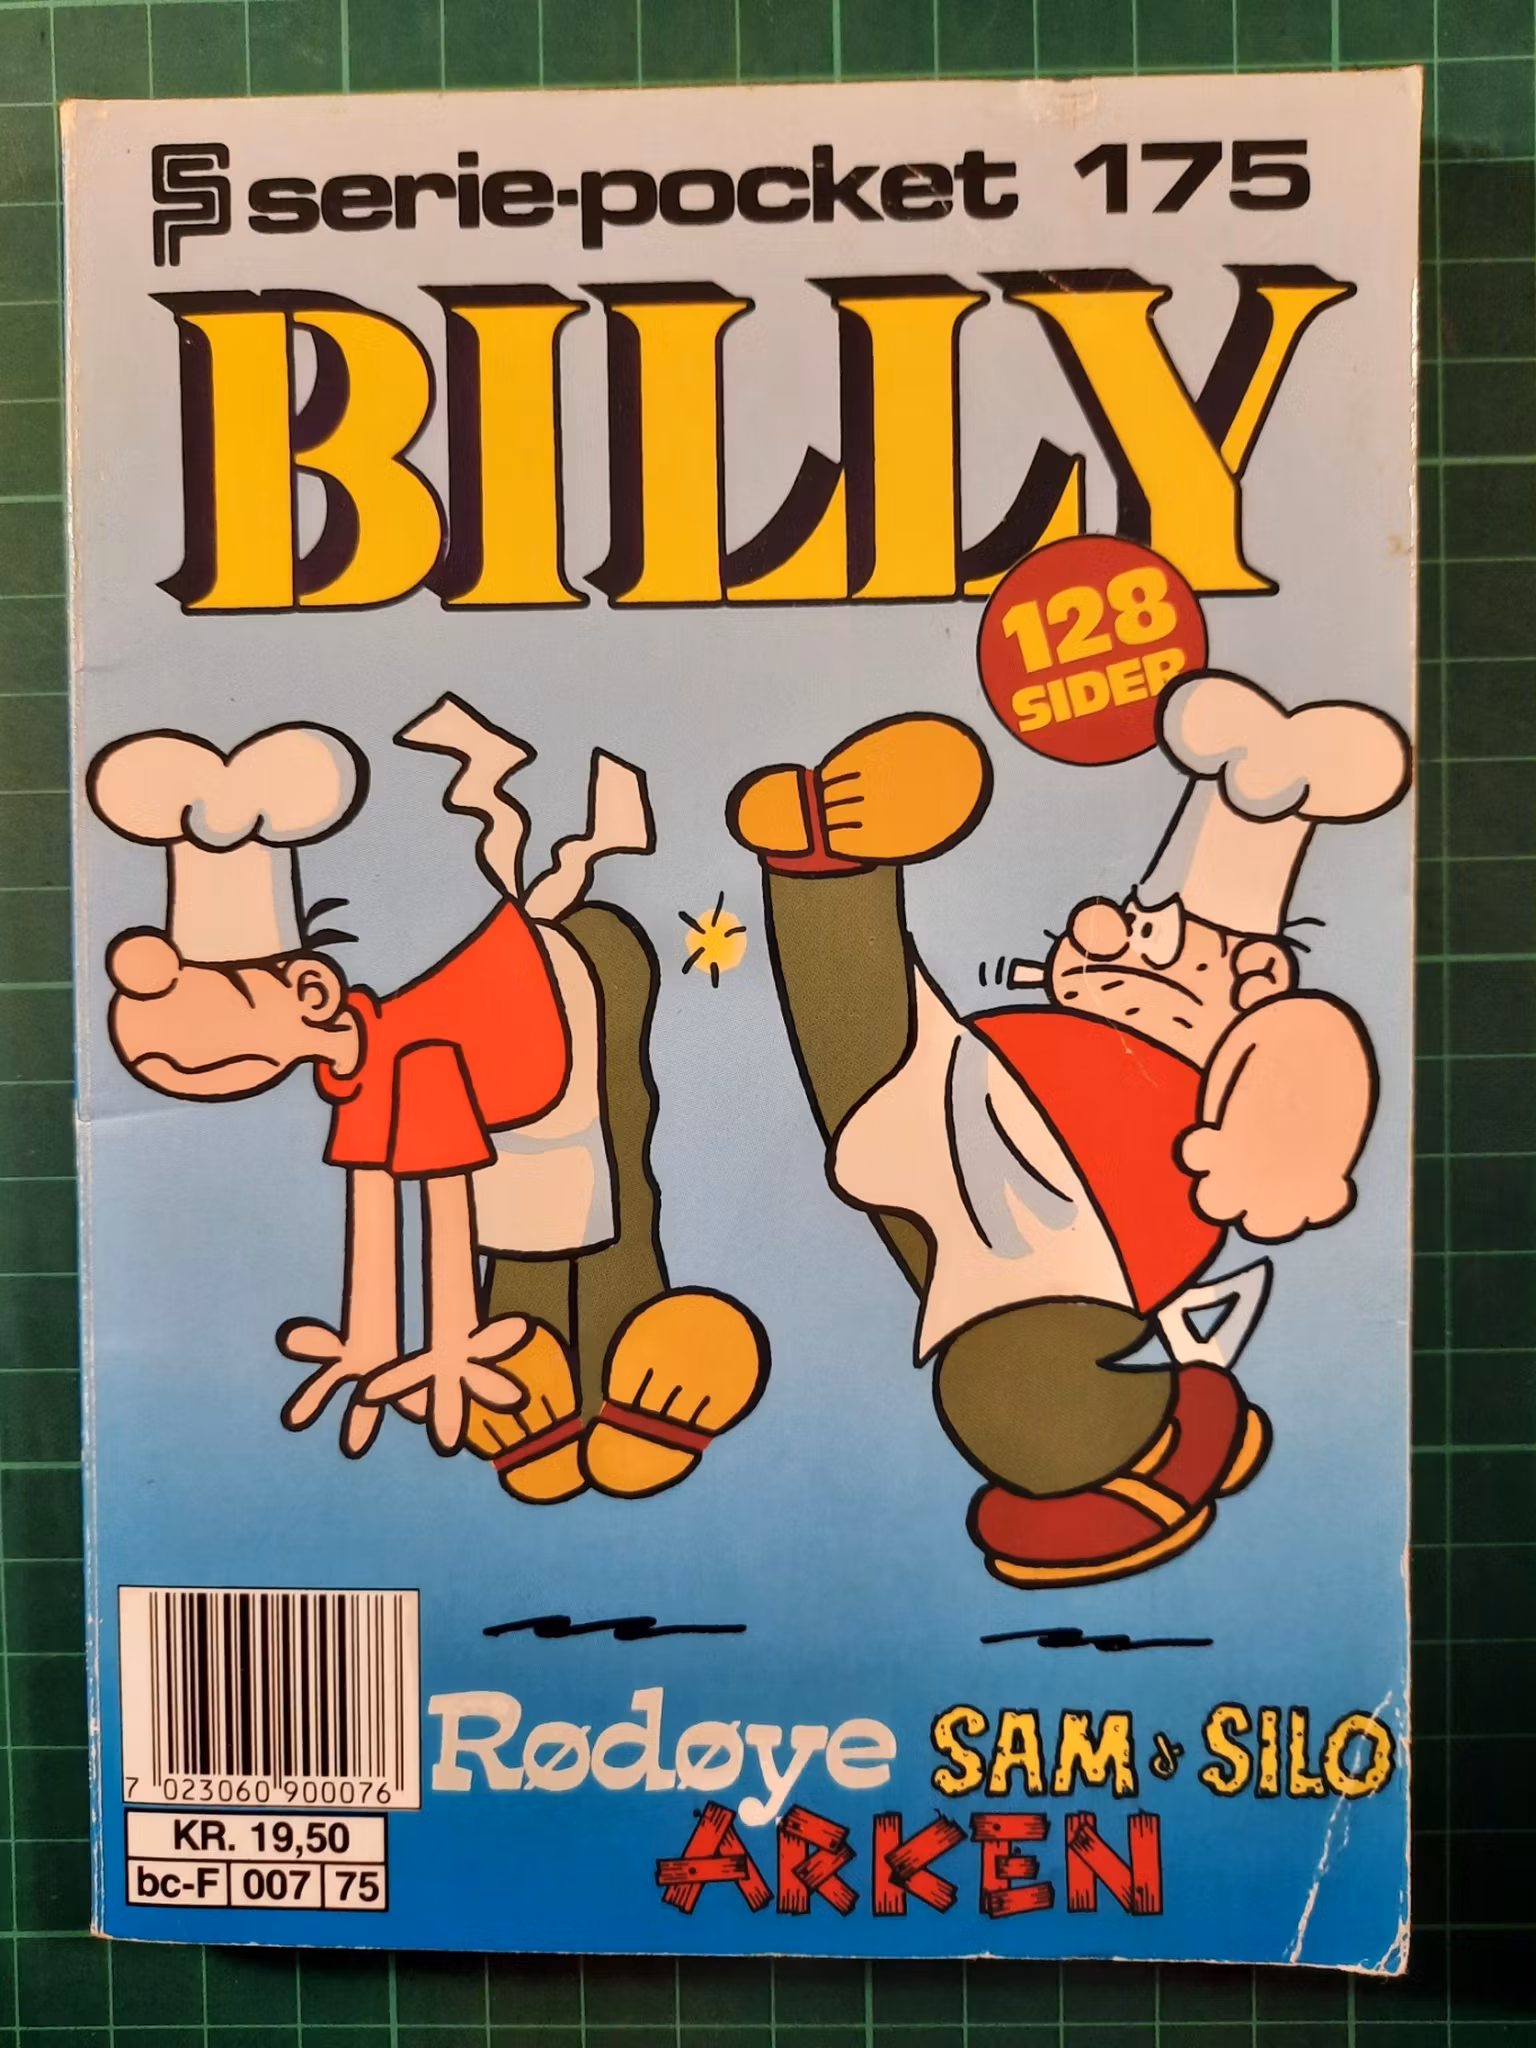 SP serie-pocket 175
BILLY
128
SIDER
Rødøye SAM & SILO
ARKEN
7 023060 900076
KR. 19,50
bc-F 007 75